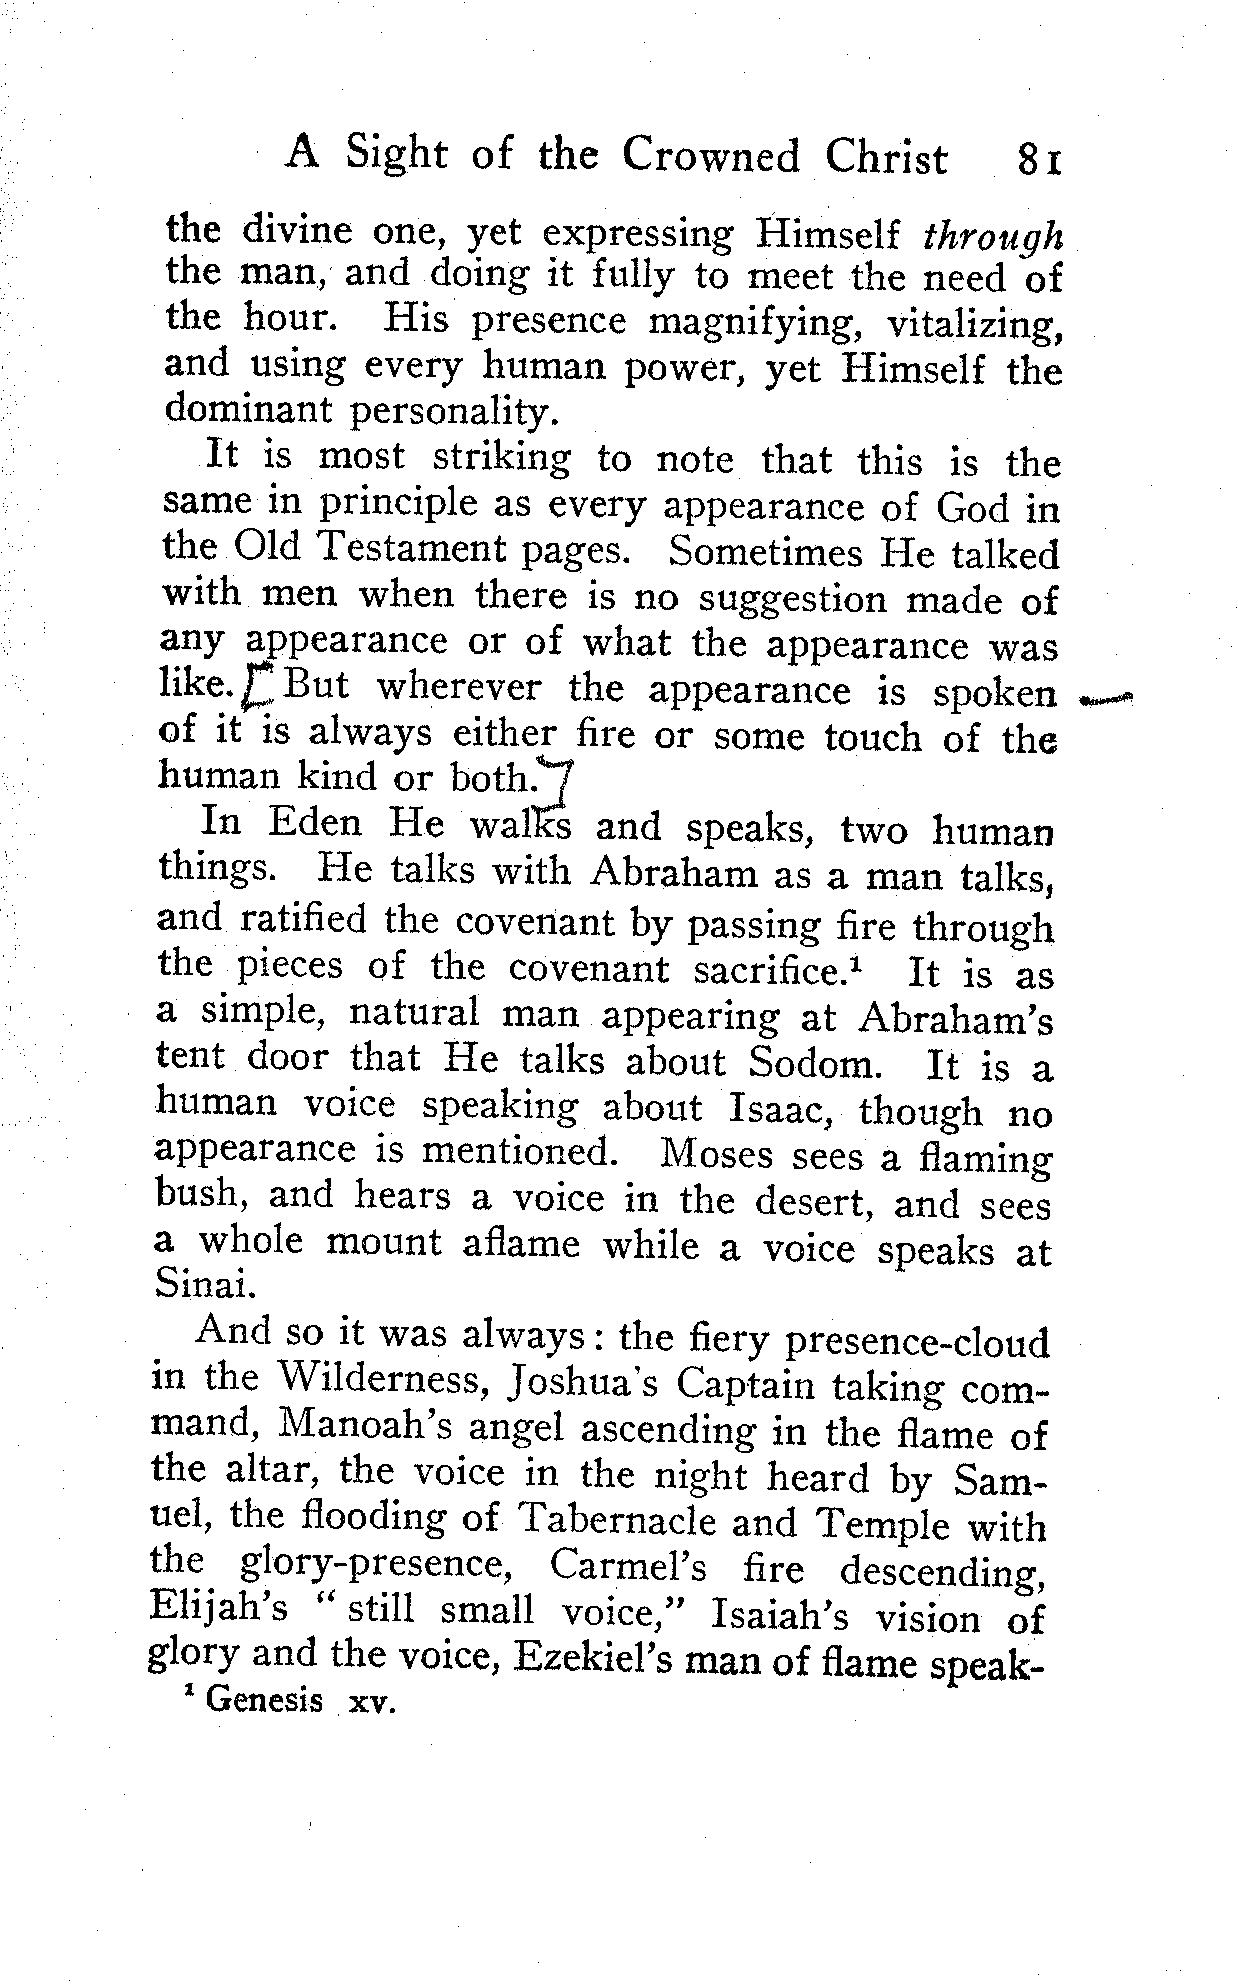 A Sight of the Crowned Christ 81
the divine one, yet expressing Himself through
the man, and doing it fully to meet the need of
the hour. His presence magnifying, vitalizing,
and using every human power, yet Himself the
dominant personality.
It is most striking to note that this is the
same in principle as every appearance of God in
the Old Testament pages. Sometimes He talked
with men when there is no suggestion made of
any appearance or of what the appearance was
like. [But wherever the appearance is spoken
of it is always either fire or some touch of the
human kind or both.]
In Eden He walks and speaks, two human
things. He talks with Abraham as a man talks,
and ratified the covenant by passing fire through
the pieces of the covenant sacrifice.¹ It is as
a simple, natural man appearing at Abraham's
tent door that He talks about Sodom. It is a
human voice speaking about Isaac, though no
appearance is mentioned. Moses sees a flaming
bush, and hears a voice in the desert, and sees
a whole mount aflame while a voice speaks at
Sinai.
And so it was always: the fiery presence-cloud
in the Wilderness, Joshua's Captain taking com-
mand, Manoah's angel ascending in the flame of
the altar, the voice in the night heard by Sam-
uel, the flooding of Tabernacle and Temple with
the glory-presence, Carmel's fire descending,
Elijah's "still small voice," Isaiah's vision of
glory and the voice, Ezekiel's man of flame speak-
¹ Genesis xv.